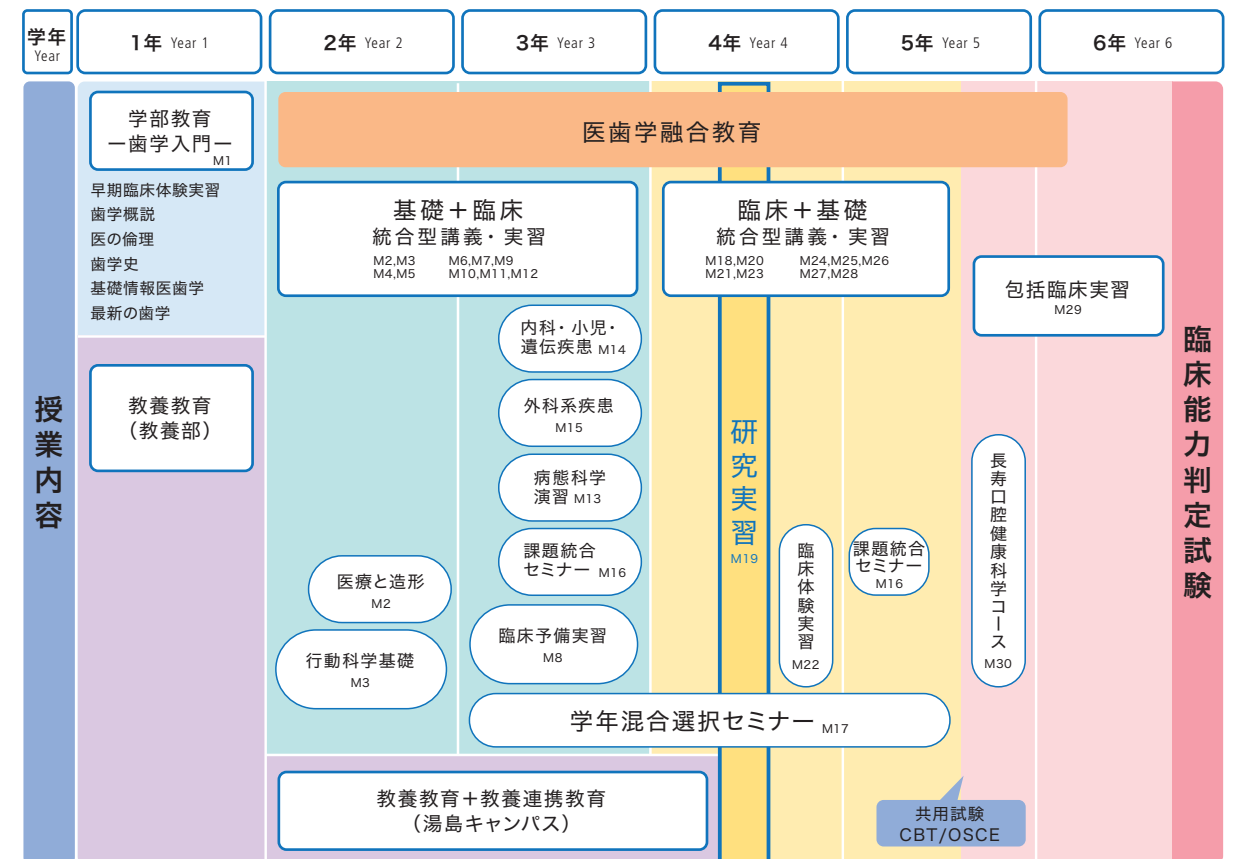 学年
Year
1年 Year 1
2年 Year 2
3年 Year 3
4年 Year 4
5年 Year 5
6年 Year 6
授業内容
学部教育
ー歯学入門ー
M1
早期臨床体験実習
歯学概説
医の倫理
歯学史
基礎情報医歯学
最新の歯学
教養教育
（教養部）
医歯学融合教育
基礎＋臨床
統合型講義・実習
M2,M3 M6,M7,M9
M4,M5 M10,M11,M12
臨床＋基礎
統合型講義・実習
M18,M20 M24,M25,M26
M21,M23 M27,M28
包括臨床実習
M29
内科・小児・
遺伝疾患 M14
外科系疾患
M15
病態科学
演習 M13
課題統合
セミナー M16
医療と造形
M2
臨床予備実習
M8
行動科学基礎
M3
研究実習
M19
臨床体験実習
M22
課題統合
セミナー
M16
長寿口腔健康科学コース
M30
学年混合選択セミナー M17
教養教育＋教養連携教育
（湯島キャンパス）
共用試験
CBT/OSCE
臨床能力判定試験